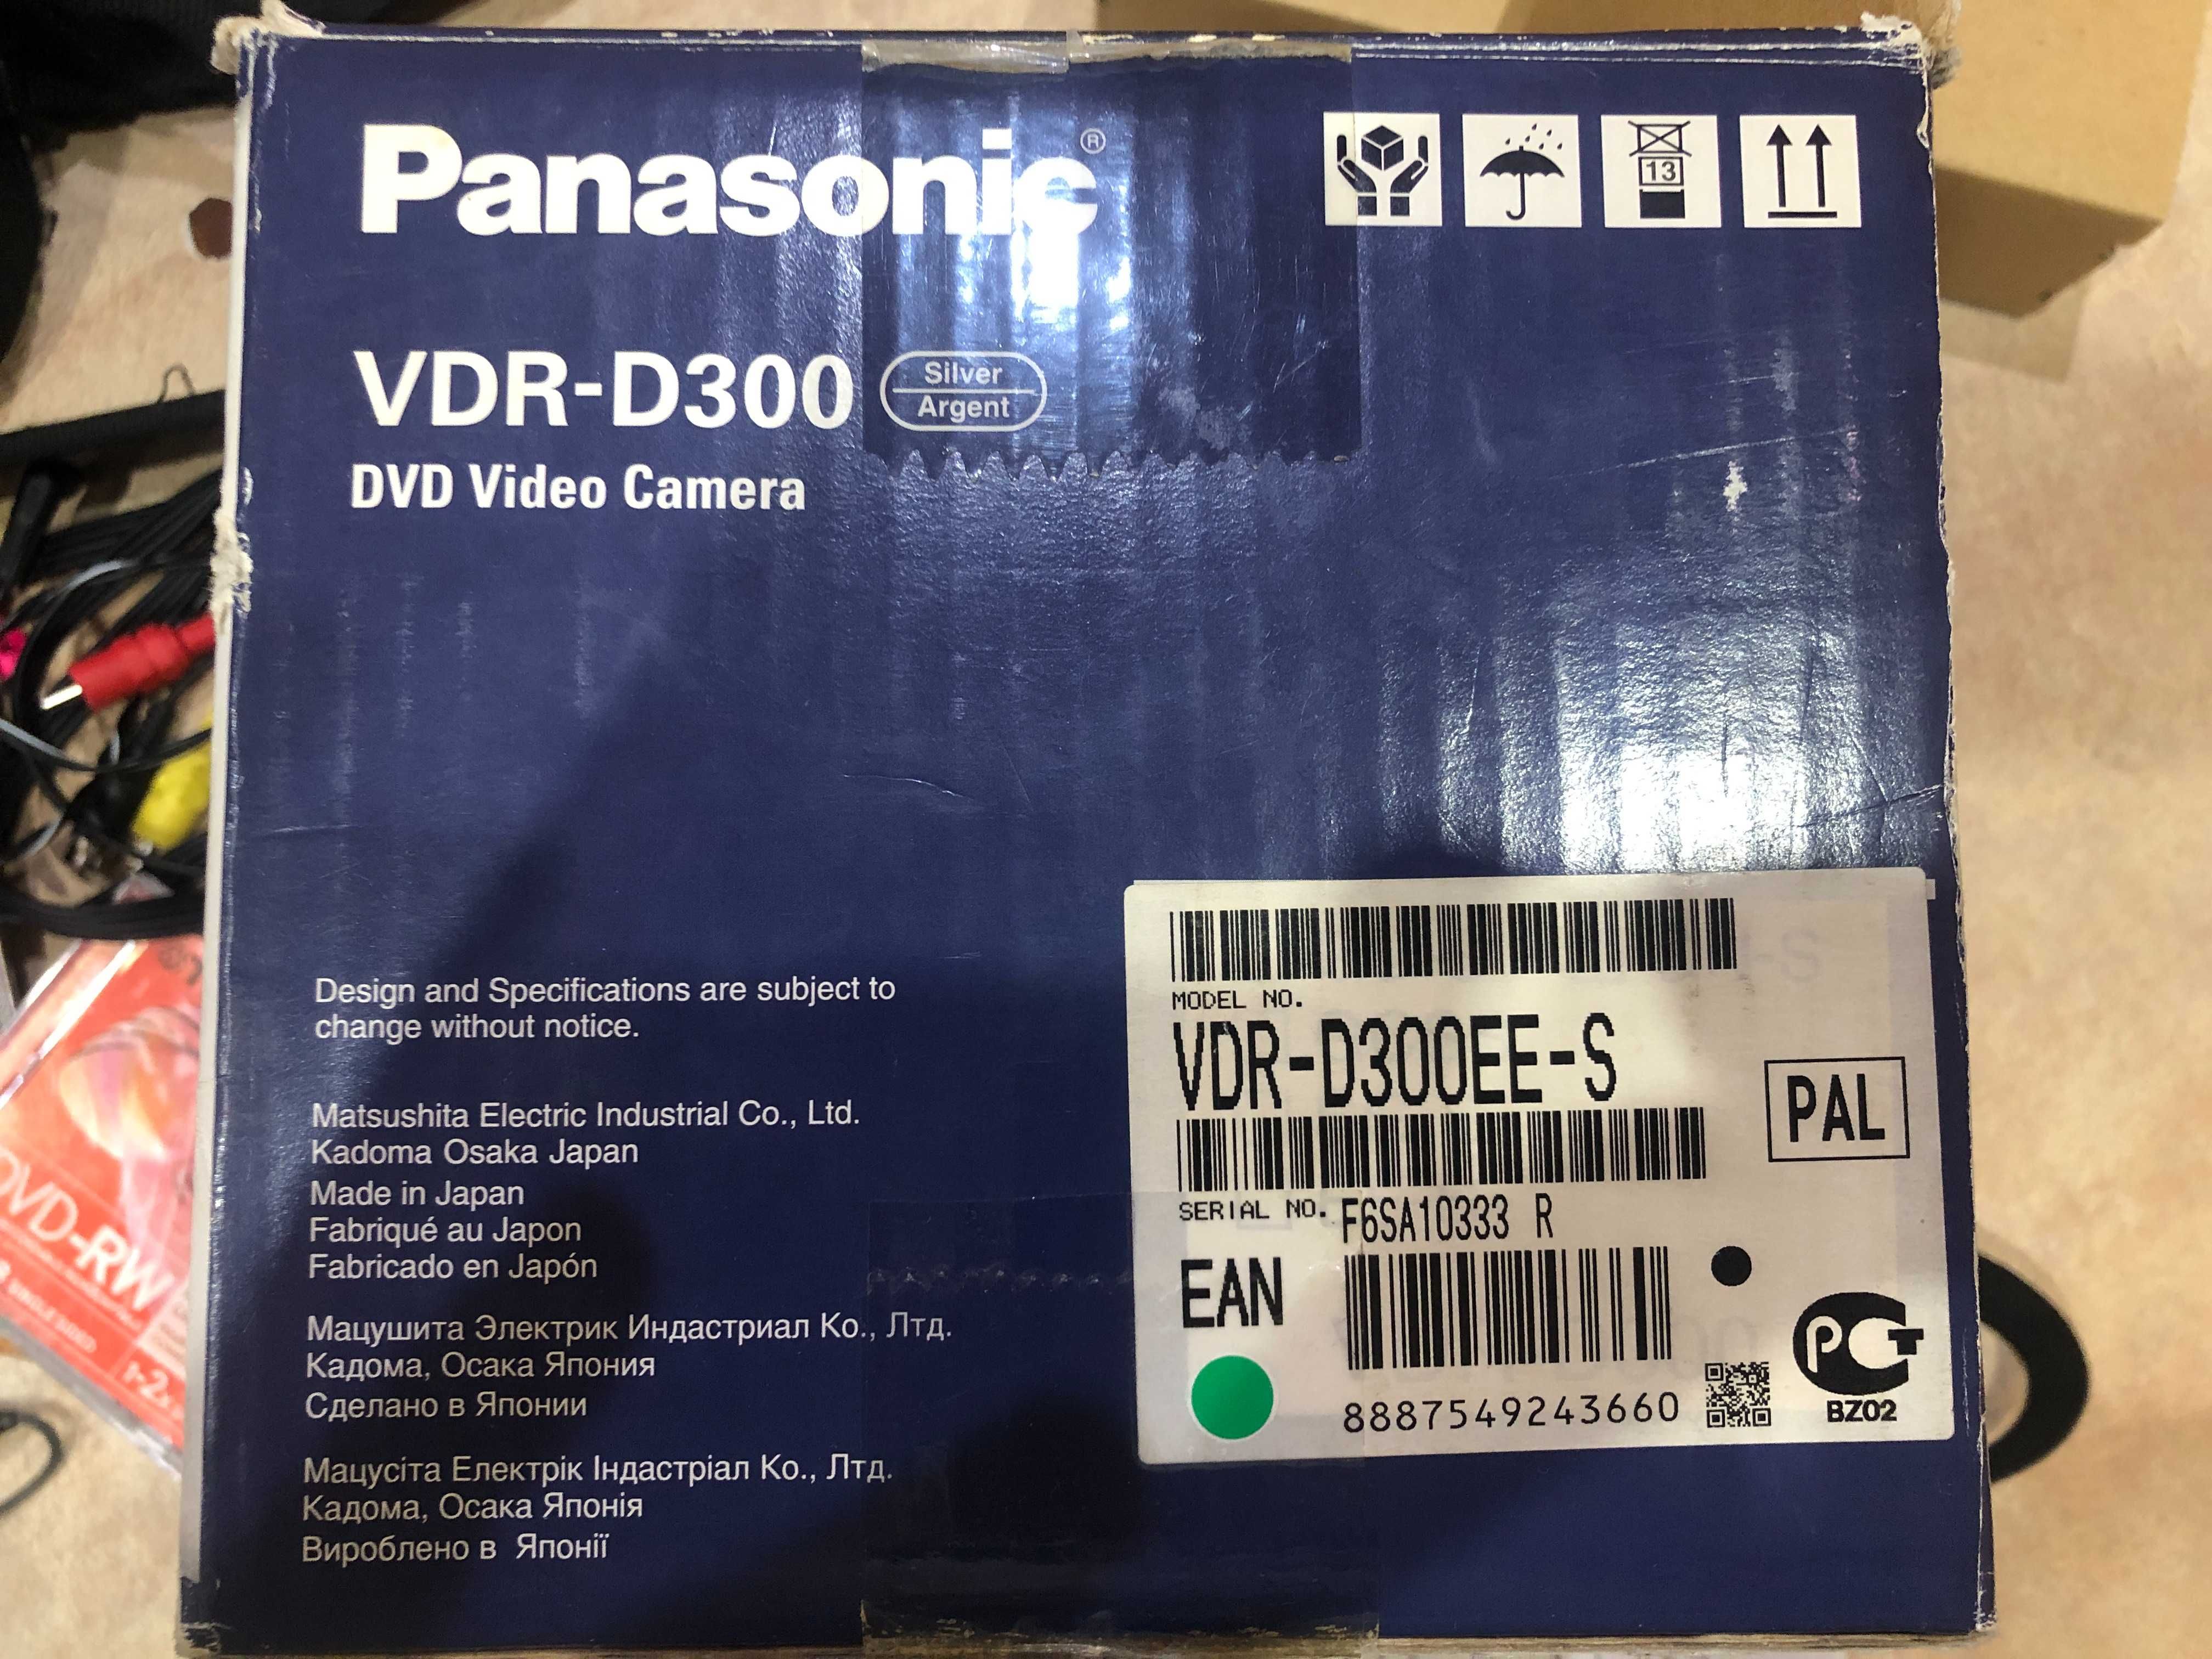 Panasonic®
13
VDR-D300
Silver
Argent
DVD Video Camera
Design and Specifications are subject to
change without notice.
Matsushita Electric Industrial Co., Ltd.
Kadoma Osaka Japan
Made in Japan
Fabriqué au Japon
Fabricado en Japón
Мацушита Электрик Индастриал Ко., Лтд.
Кадома, Осака Япония
Сделано в Японии
Мацусіта Електрік Індастріал Ко., Лтд.
Кадома, Осака Японія
Вироблено в Японії
MODEL NO.
VDR-D300EE-S
PAL
SERIAL NO. F6SA10333 R
EAN
8887549243660
РСТ
BZ02
DVD-RW